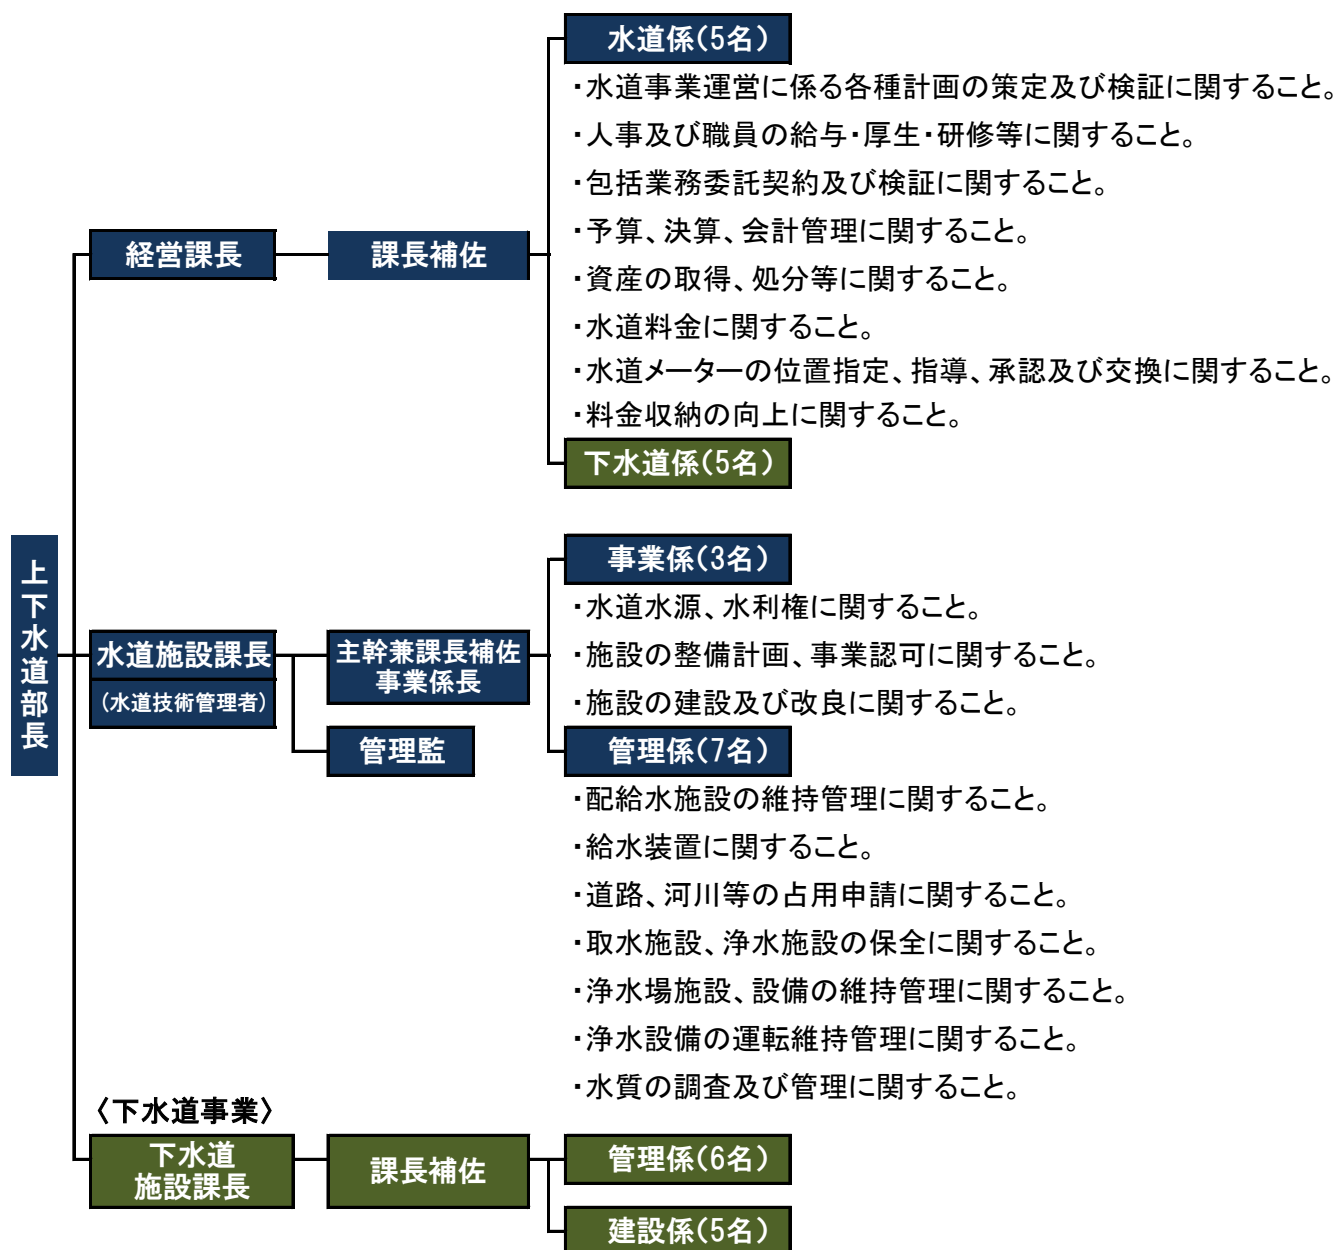 水道係(5名)
・水道事業運営に係る各種計画の策定及び検証に関すること。
・人事及び職員の給与・厚生・研修等に関すること。
・包括業務委託契約及び検証に関すること。
・予算、決算、会計管理に関すること。
経営課長
課長補佐
・資産の取得、処分等に関すること。
・水道料金に関すること。
・水道メーターの位置指定、指導、承認及び交換に関すること。
・料金収納の向上に関すること。
下水道係(5名)
上下水道部長
事業係(3名)
・水道水源、水利権に関すること。
水道施設課長
(水道技術管理者)
主幹兼課長補佐
事業係長
・施設の整備計画、事業認可に関すること。
・施設の建設及び改良に関すること。
管理監
管理係(7名)
・配給水施設の維持管理に関すること。
・給水装置に関すること。
・道路、河川等の占用申請に関すること。
・取水施設、浄水施設の保全に関すること。
・浄水場施設、設備の維持管理に関すること。
・浄水設備の運転維持管理に関すること。
・水質の調査及び管理に関すること。
〈下水道事業〉
下水道
施設課長
課長補佐
管理係(6名)
建設係(5名)